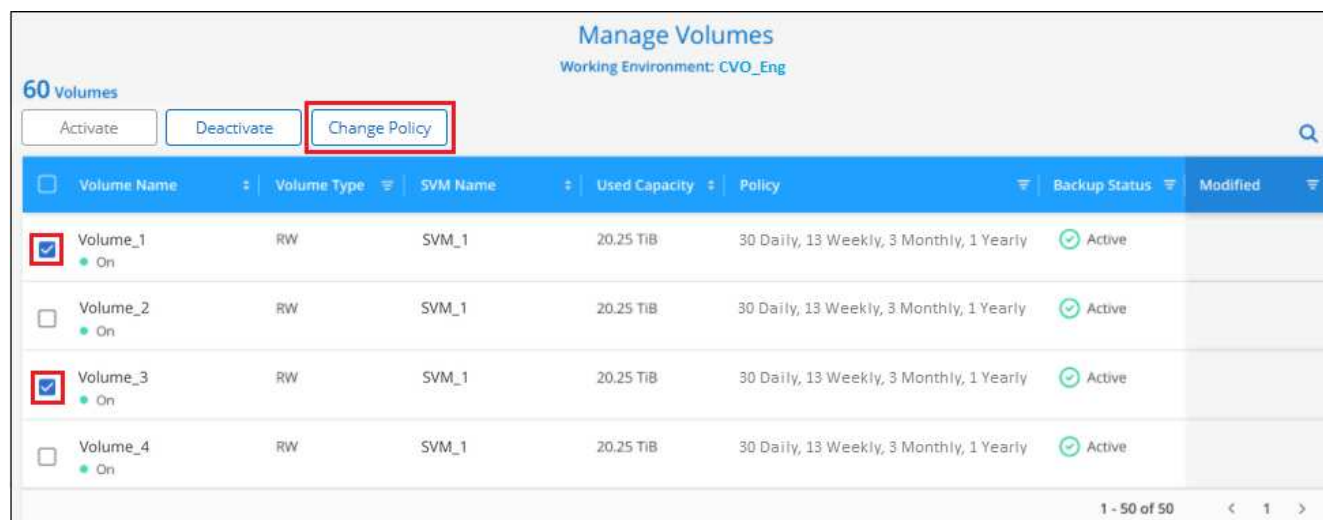 Manage Volumes
Working Environment: CVO_Eng
60 Volumes
Activate Deactivate Change Policy
Volume Name Volume Type SVM Name Used Capacity Policy Backup Status Modified
Volume_1 RW SVM_1 20.25 TiB 30 Daily, 13 Weekly, 3 Monthly, 1 Yearly Active
On
Volume_2 RW SVM_1 20.25 TiB 30 Daily, 13 Weekly, 3 Monthly, 1 Yearly Active
On
Volume_3 RW SVM_1 20.25 TiB 30 Daily, 13 Weekly, 3 Monthly, 1 Yearly Active
On
Volume_4 RW SVM_1 20.25 TiB 30 Daily, 13 Weekly, 3 Monthly, 1 Yearly Active
On
1 - 50 of 50 < 1 >